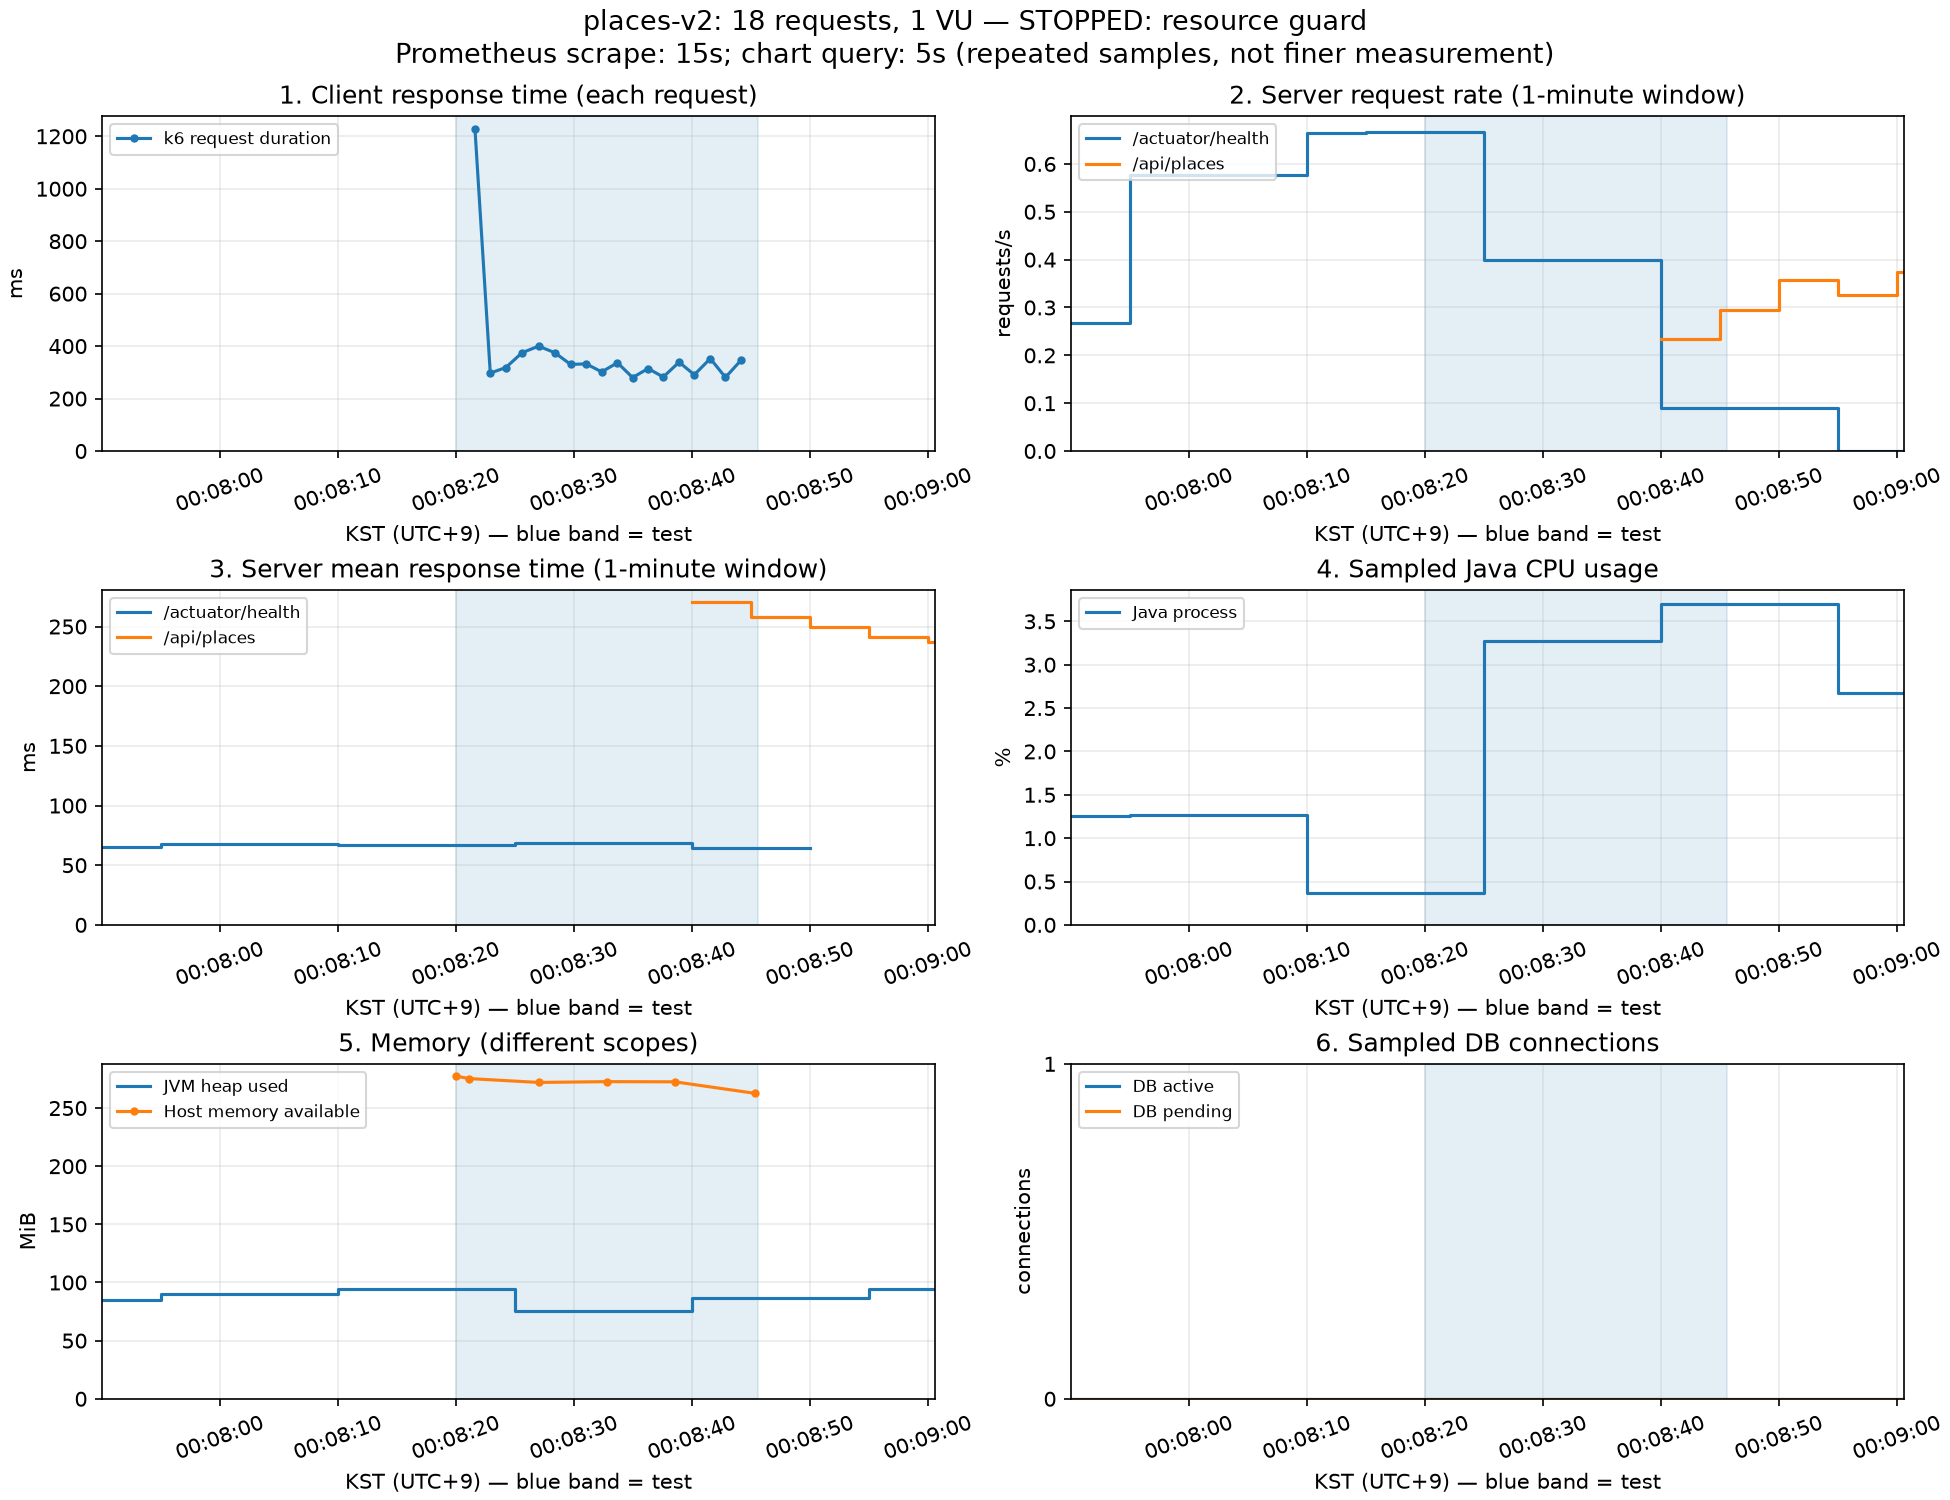 places-v2: 18 requests, 1 VU — STOPPED: resource guard
Prometheus scrape: 15s; chart query: 5s (repeated samples, not finer measurement)
1. Client response time (each request)
k6 request duration
ms
1200
1000
800
600
400
200
0
00:08:00 00:08:10 00:08:20 00:08:30 00:08:40 00:08:50 00:09:00
KST (UTC+9) — blue band = test
2. Server request rate (1-minute window)
/actuator/health
/api/places
requests/s
0.6
0.5
0.4
0.3
0.2
0.1
0.0
00:08:00 00:08:10 00:08:20 00:08:30 00:08:40 00:08:50 00:09:00
KST (UTC+9) — blue band = test
3. Server mean response time (1-minute window)
/actuator/health
/api/places
ms
250
200
150
100
50
0
00:08:00 00:08:10 00:08:20 00:08:30 00:08:40 00:08:50 00:09:00
KST (UTC+9) — blue band = test
4. Sampled Java CPU usage
Java process
%
3.5
3.0
2.5
2.0
1.5
1.0
0.5
0.0
00:08:00 00:08:10 00:08:20 00:08:30 00:08:40 00:08:50 00:09:00
KST (UTC+9) — blue band = test
5. Memory (different scopes)
JVM heap used
Host memory available
MiB
250
200
150
100
50
0
00:08:00 00:08:10 00:08:20 00:08:30 00:08:40 00:08:50 00:09:00
KST (UTC+9) — blue band = test
6. Sampled DB connections
DB active
DB pending
connections
1
0
00:08:00 00:08:10 00:08:20 00:08:30 00:08:40 00:08:50 00:09:00
KST (UTC+9) — blue band = test